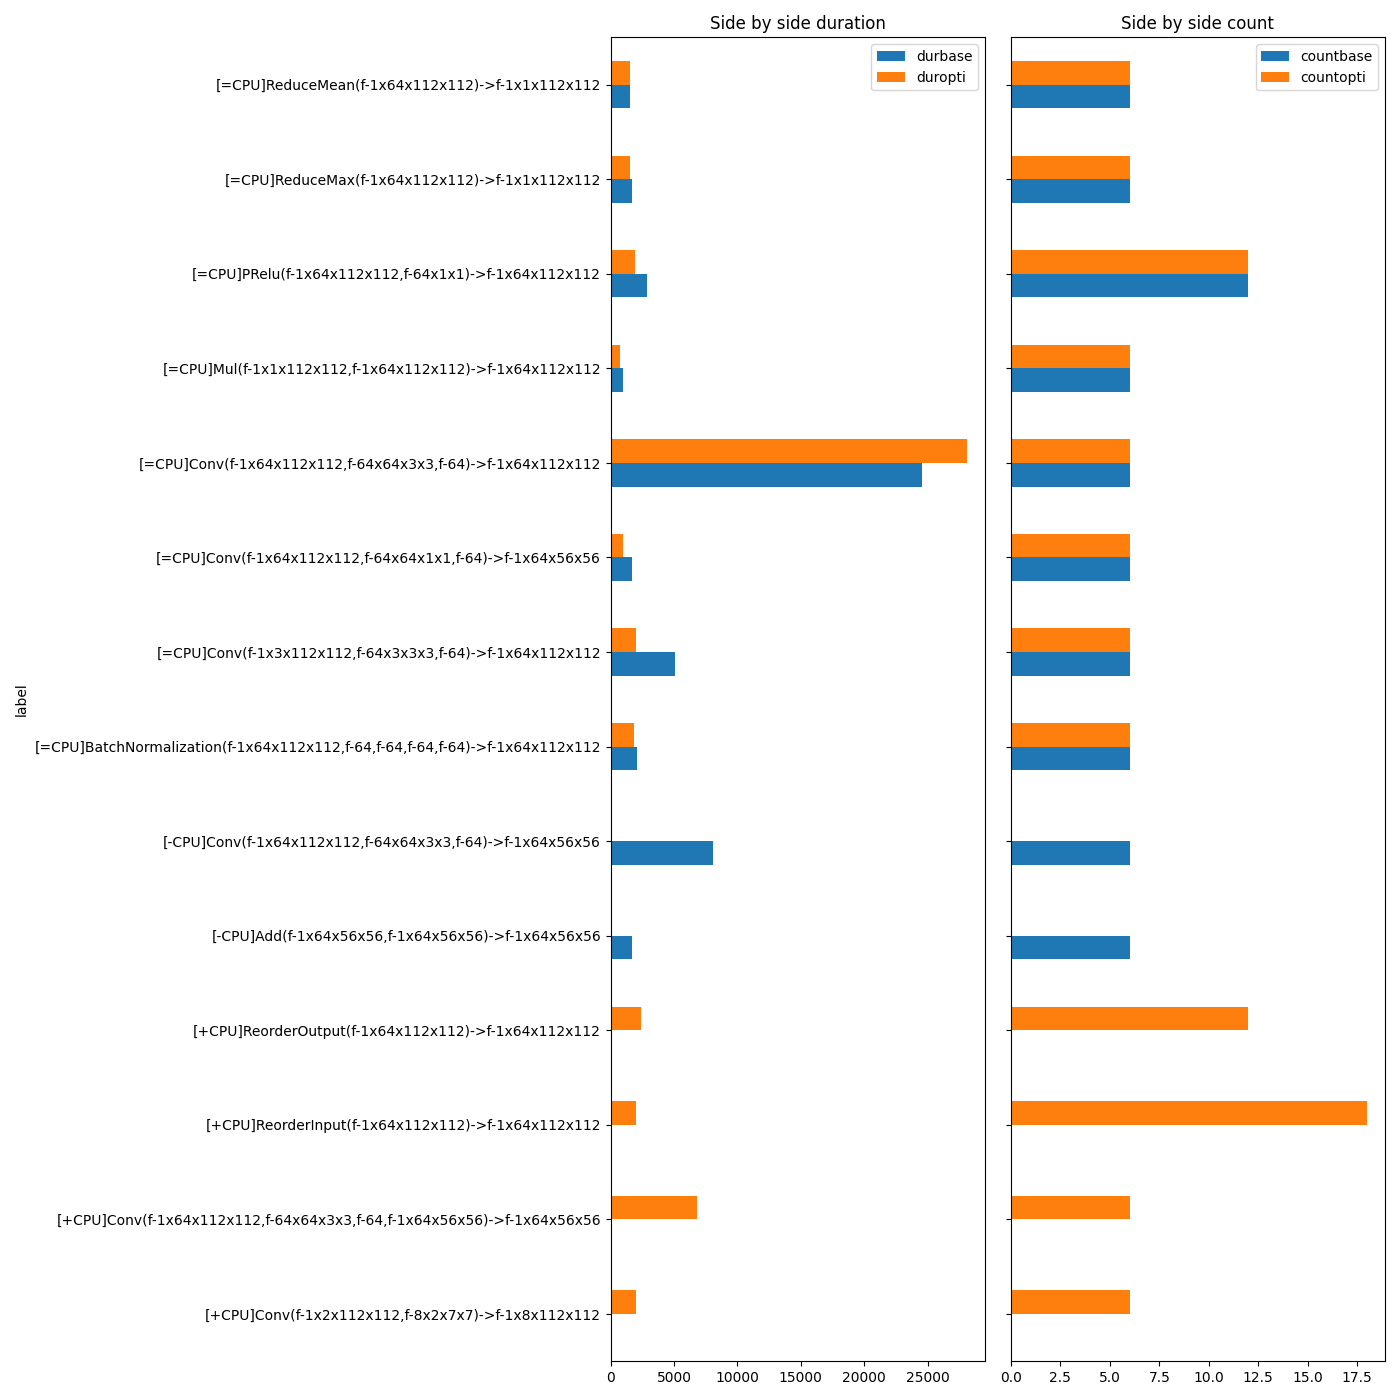 Side by side duration
Side by side count
durbase
duropti
countbase
countopti
label
[=CPU]ReduceMean(f-1x64x112x112)->f-1x1x112x112
[=CPU]ReduceMax(f-1x64x112x112)->f-1x1x112x112
[=CPU]PRelu(f-1x64x112x112,f-64x1x1)->f-1x64x112x112
[=CPU]Mul(f-1x1x112x112,f-1x64x112x112)->f-1x64x112x112
[=CPU]Conv(f-1x64x112x112,f-64x64x3x3,f-64)->f-1x64x112x112
[=CPU]Conv(f-1x64x112x112,f-64x64x1x1,f-64)->f-1x64x56x56
[=CPU]Conv(f-1x3x112x112,f-64x3x3x3,f-64)->f-1x64x112x112
[=CPU]BatchNormalization(f-1x64x112x112,f-64,f-64,f-64,f-64)->f-1x64x112x112
[-CPU]Conv(f-1x64x112x112,f-64x64x3x3,f-64)->f-1x64x56x56
[-CPU]Add(f-1x64x56x56,f-1x64x56x56)->f-1x64x56x56
[+CPU]ReorderOutput(f-1x64x112x112)->f-1x64x112x112
[+CPU]ReorderInput(f-1x64x112x112)->f-1x64x112x112
[+CPU]Conv(f-1x64x112x112,f-64x64x3x3,f-64,f-1x64x56x56)->f-1x64x56x56
[+CPU]Conv(f-1x2x112x112,f-8x2x7x7)->f-1x8x112x112
0 5000 10000 15000 20000 25000
0.0 2.5 5.0 7.5 10.0 12.5 15.0 17.5